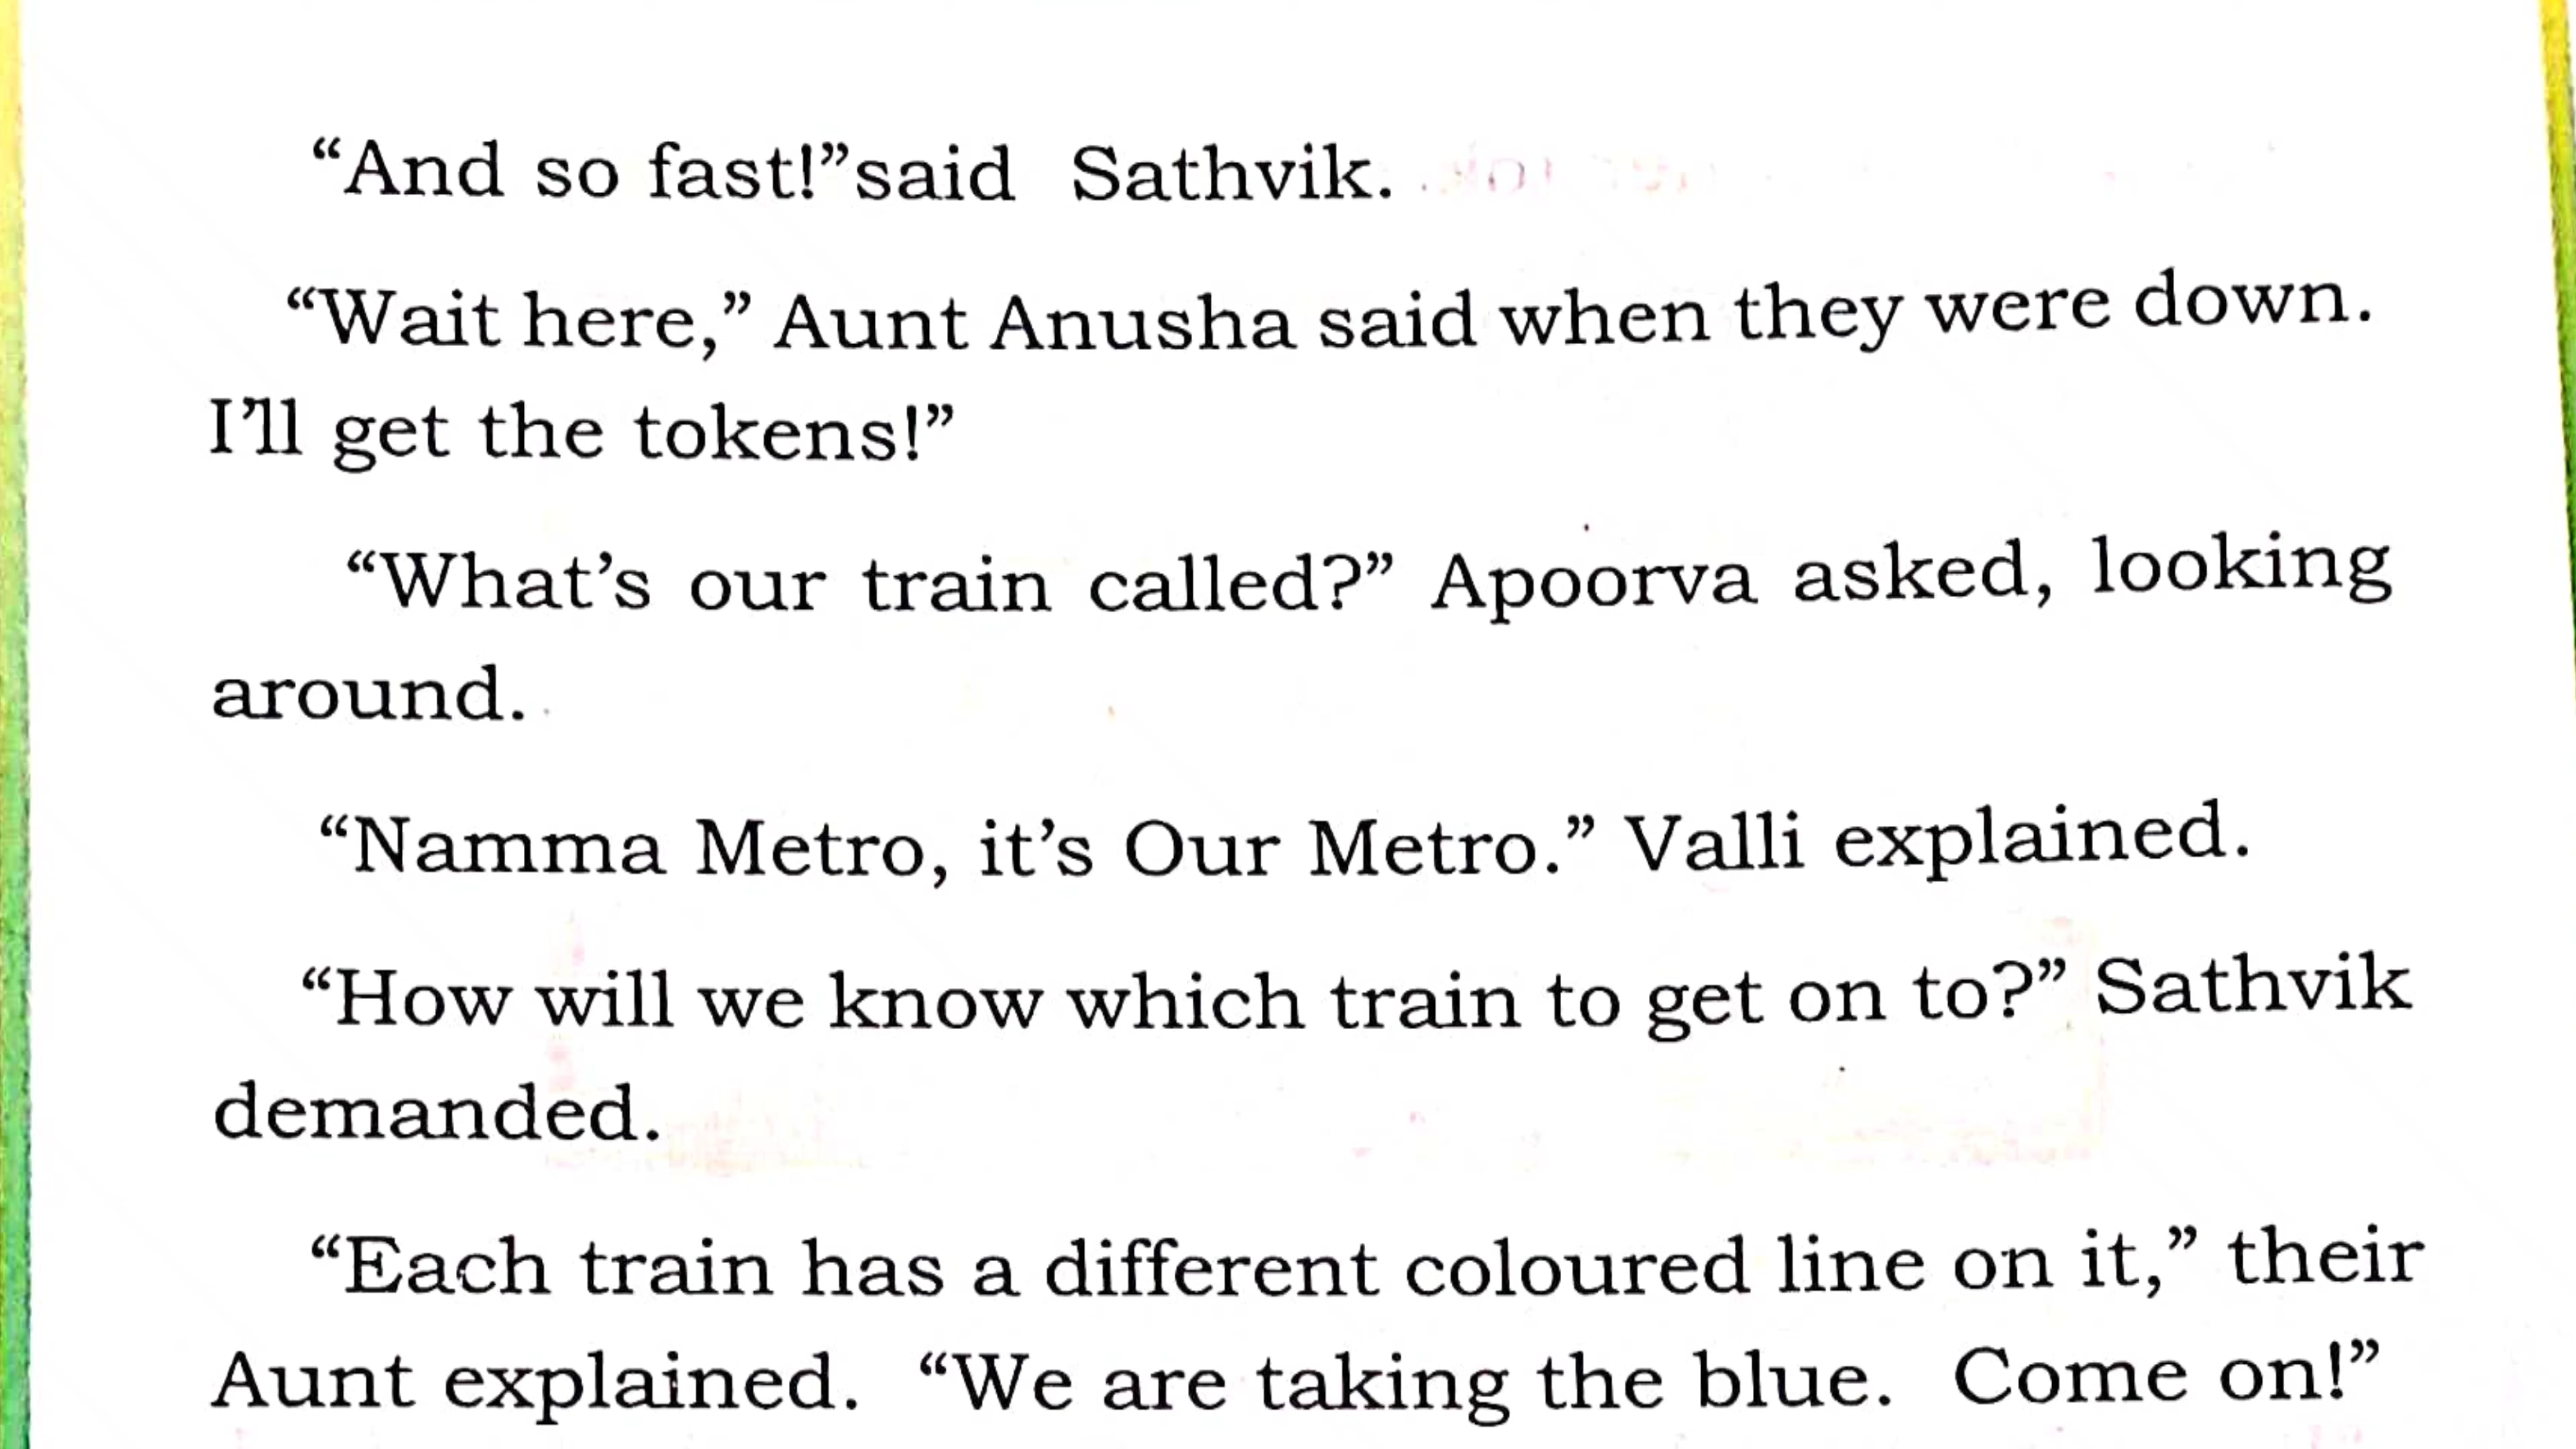 “And so fast!”said Sathvik.
“Wait here,” Aunt Anusha said when they were down.
I’ll get the tokens!”
“What’s our train called?” Apoorva asked, looking
around.
“Namma Metro, it’s Our Metro.” Valli explained.
“How will we know which train to get on to?” Sathvik
demanded.
“Each train has a different coloured line on it,” their
Aunt explained. “We are taking the blue. Come on!”